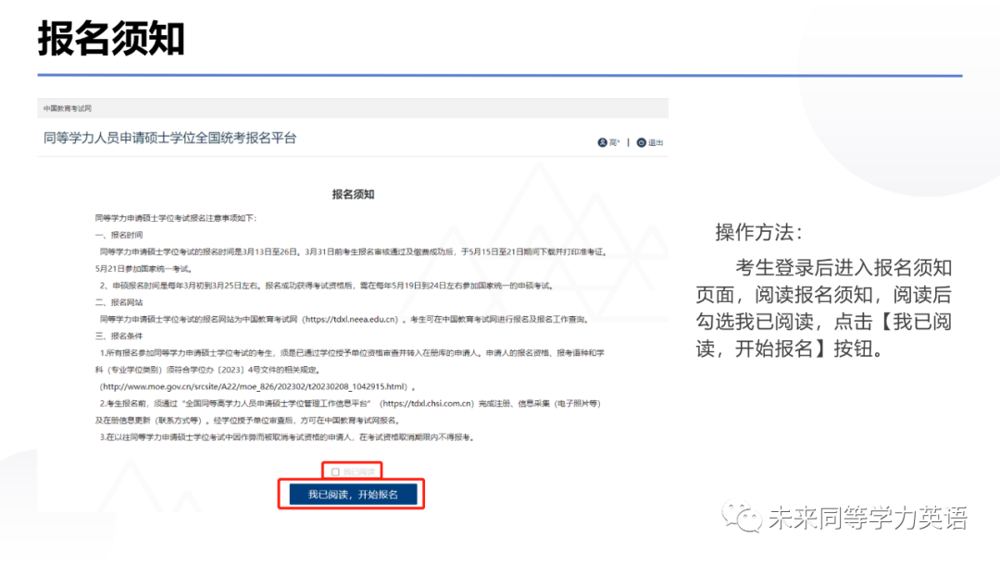 报名须知
中国教育考试网
同等学力人员申请硕士学位全国统考报名平台
高* | 退出
报名须知
同等学力申请硕士学位考试报名注意事项如下：
一、报名时间
同等学力申请硕士学位考试的报名时间是3月13日至26日。3月31日前考生报名审核通过及缴费成功后，于5月15日至21日期间下载并打印准考证。
5月21日参加国家统一考试。
2、申硕报名时间是每年3月初到3月25日左右。报名成功获得考试资格后，需在每年5月19日到24日左右参加国家统一的申硕考试。
二、报名网站
同等学力申请硕士学位考试的报名网站为中国教育考试网（https://tdxl.neea.edu.cn）。考生可在中国教育考试网进行报名及报名工作查询。
三、报名条件
1.所有报名参加同等学力申请硕士学位考试的考生，须是已通过学位授予单位资格审查并转入在册库的申请人。申请人的报名资格、报考语种和学
科（专业学位类别）须符合学位办〔2023〕4号文件的相关规定。
（http://www.moe.gov.cn/srcsite/A22/moe_826/202302/t20230208_1042915.html）。
2.考生报名前，须通过“全国同等学力人员申请硕士学位管理工作信息平台”（https://tdxl.chsi.com.cn）完成注册、信息采集（电子照片等）
及在册信息更新（联系方式等）。经学位授予单位审查后，方可在中国教育考试网报名。
3.在以往同等学力申请硕士学位考试中因作弊而被取消考试资格的申请人，在考试资格取消期限内不得报考。
我已阅读
我已阅读，开始报名
操作方法：
考生登录后进入报名须知
页面，阅读报名须知，阅读后
勾选我已阅读，点击【我已阅
读，开始报名】按钮。
未来同等学力英语